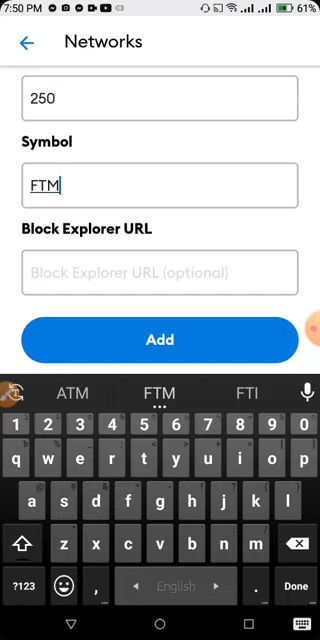 7:50 PM 61%
Networks
250
Symbol
FTM
Block Explorer URL
Block Explorer URL (optional)
Add
ATM FTM FTI
1 2 3 4 5 6 7 8 9 0
q w e r t y u i o p
a s d f g h j k l
z x c v b n m
?123 , English . Done